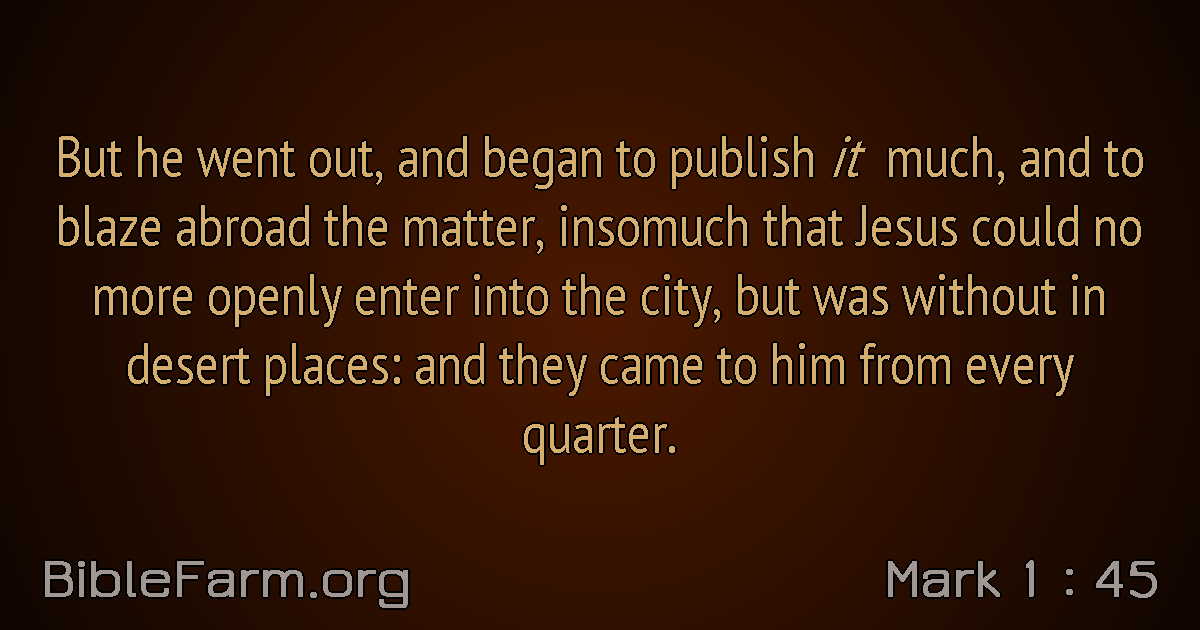 But he went out, and began to publish it much, and to
blaze abroad the matter, insomuch that Jesus could no
more openly enter into the city, but was without in
desert places: and they came to him from every
quarter.
BibleFarm.org
Mark 1 : 45